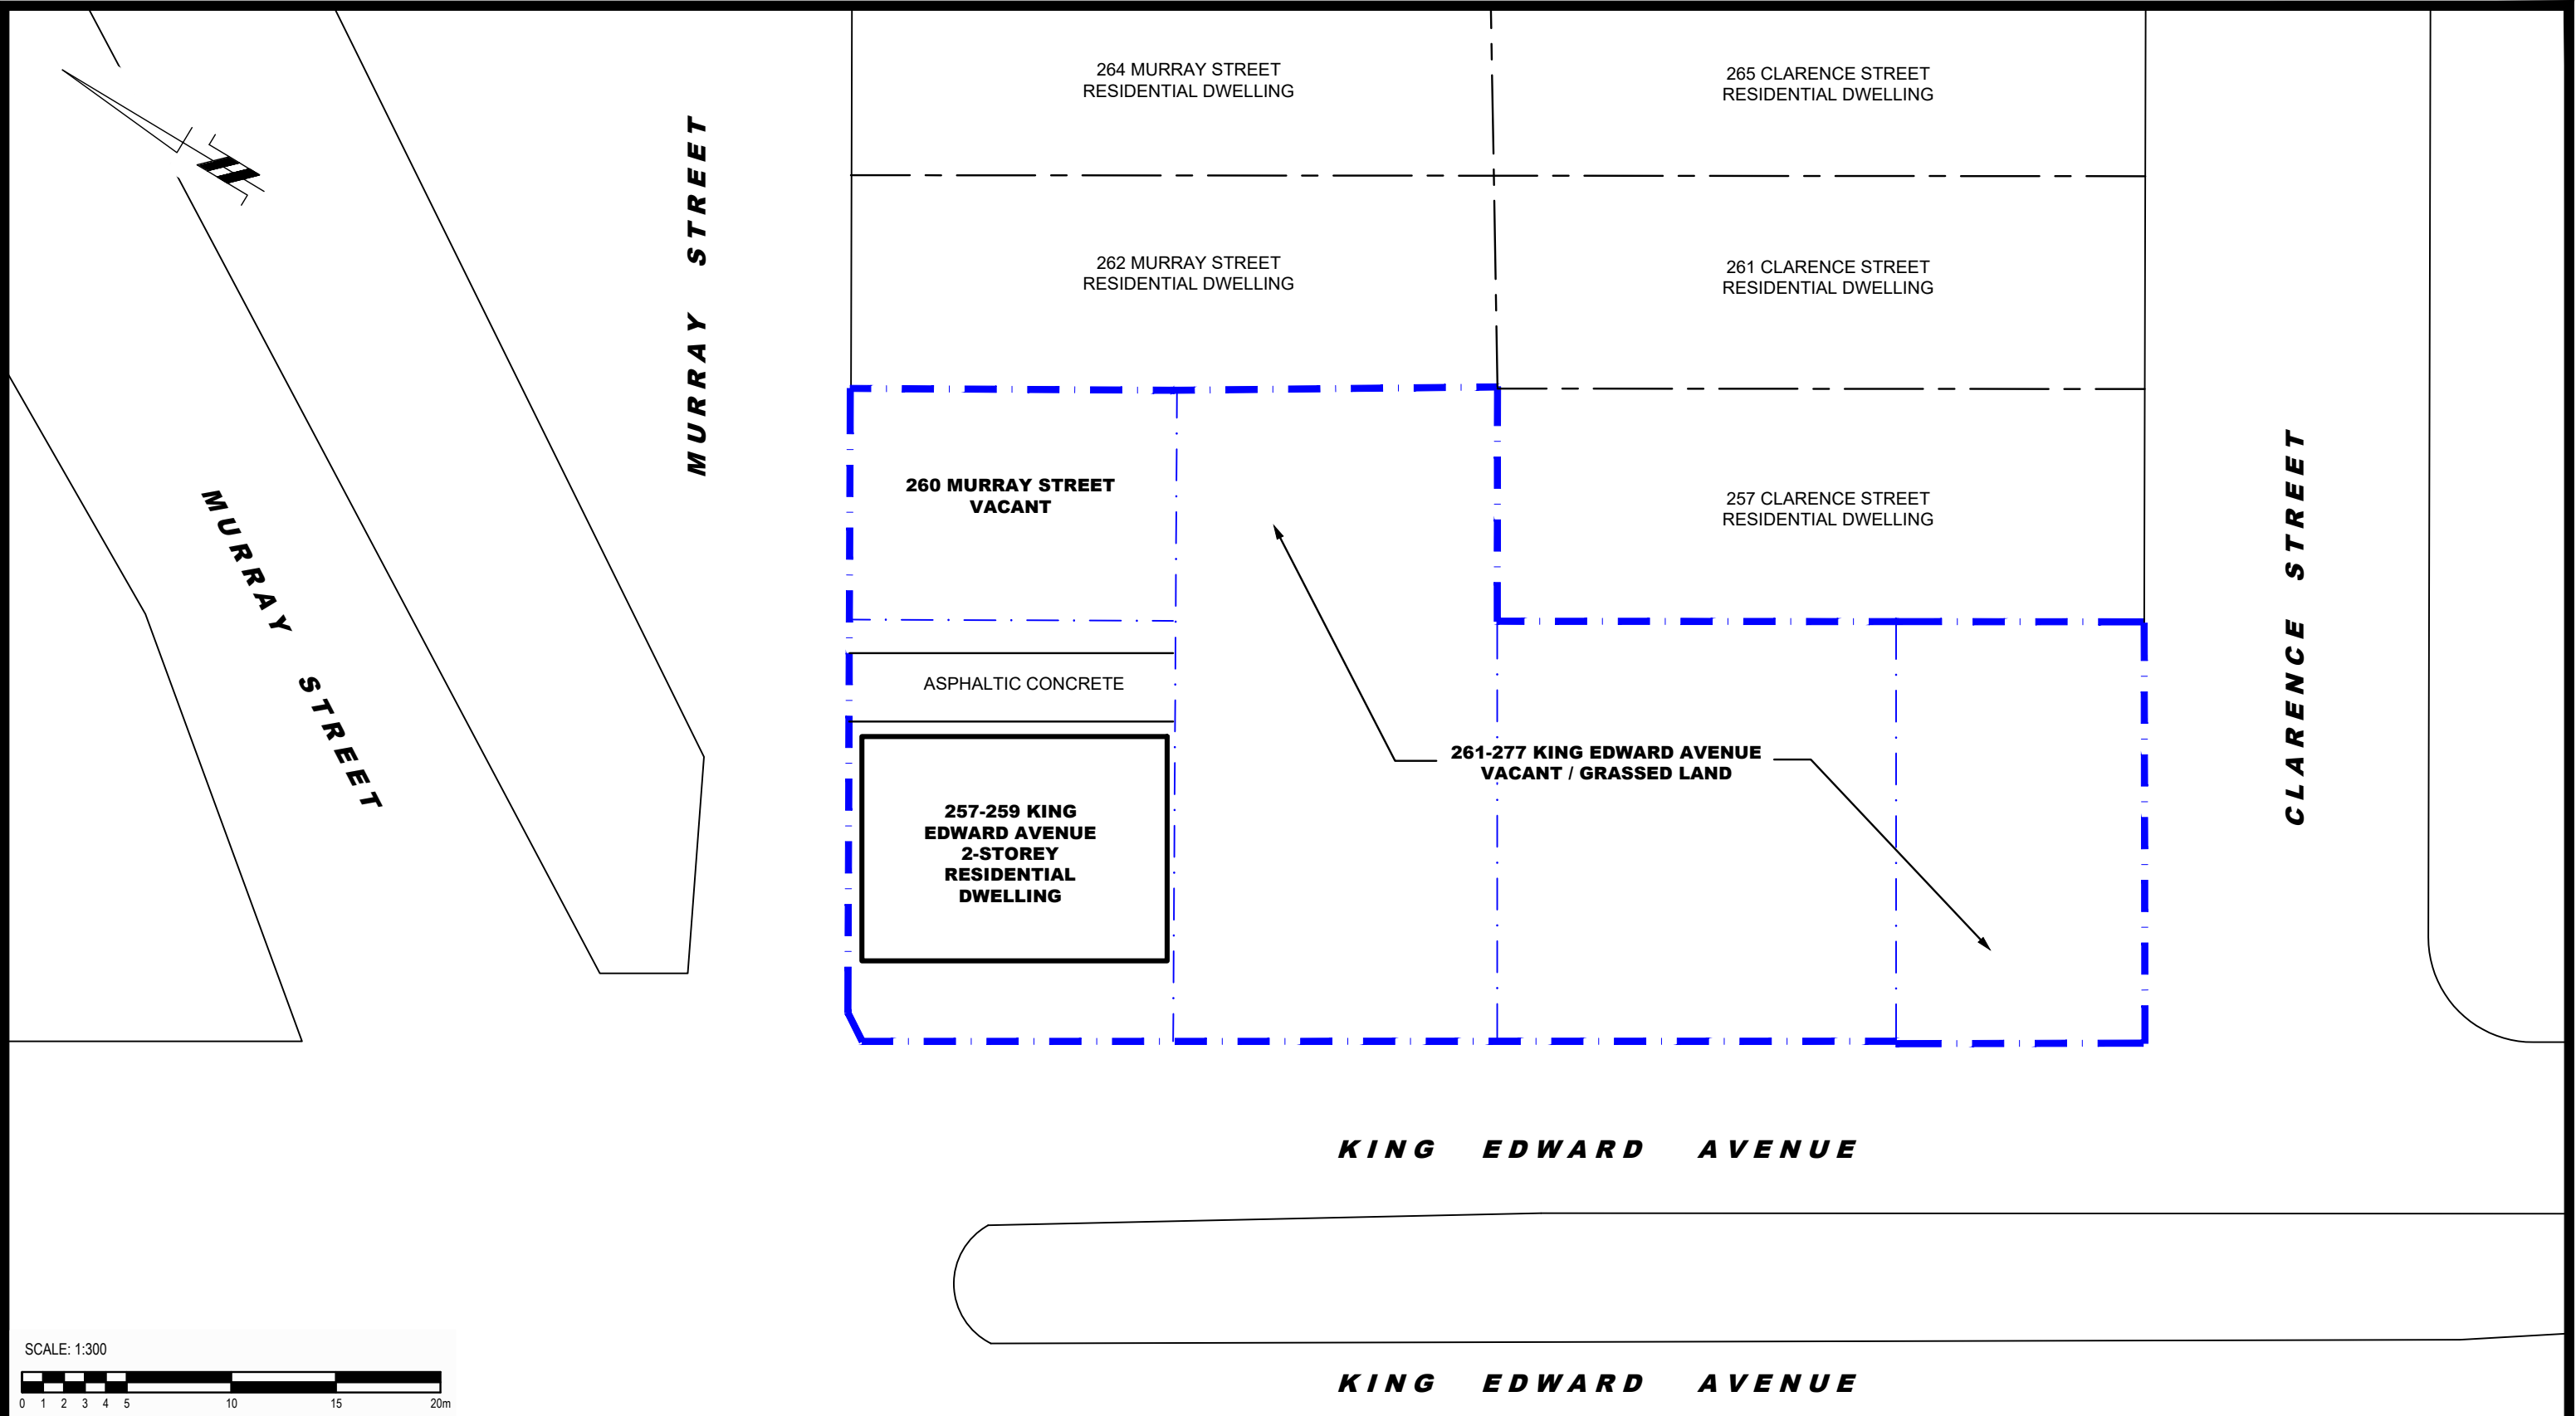 264 MURRAY STREET
RESIDENTIAL DWELLING
265 CLARENCE STREET
RESIDENTIAL DWELLING
MURRAY STREET
262 MURRAY STREET
RESIDENTIAL DWELLING
261 CLARENCE STREET
RESIDENTIAL DWELLING
260 MURRAY STREET
VACANT
257 CLARENCE STREET
RESIDENTIAL DWELLING
MURRAY STREET
CLARENCE STREET
ASPHALTIC CONCRETE
261-277 KING EDWARD AVENUE
VACANT / GRASSED LAND
257-259 KING
EDWARD AVENUE
2-STOREY
RESIDENTIAL
DWELLING
KING EDWARD AVENUE
SCALE: 1:300
0 1 2 3 4 5 10 15 20m
KING EDWARD AVENUE